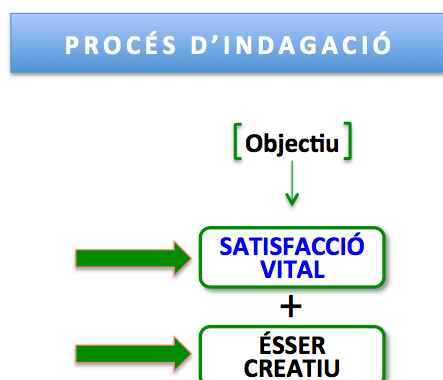 PROCÉS D’INDAGACIÓ
[Objectiu]
SATISFACCIÓ
VITAL
+
ÉSSER
CREATIU